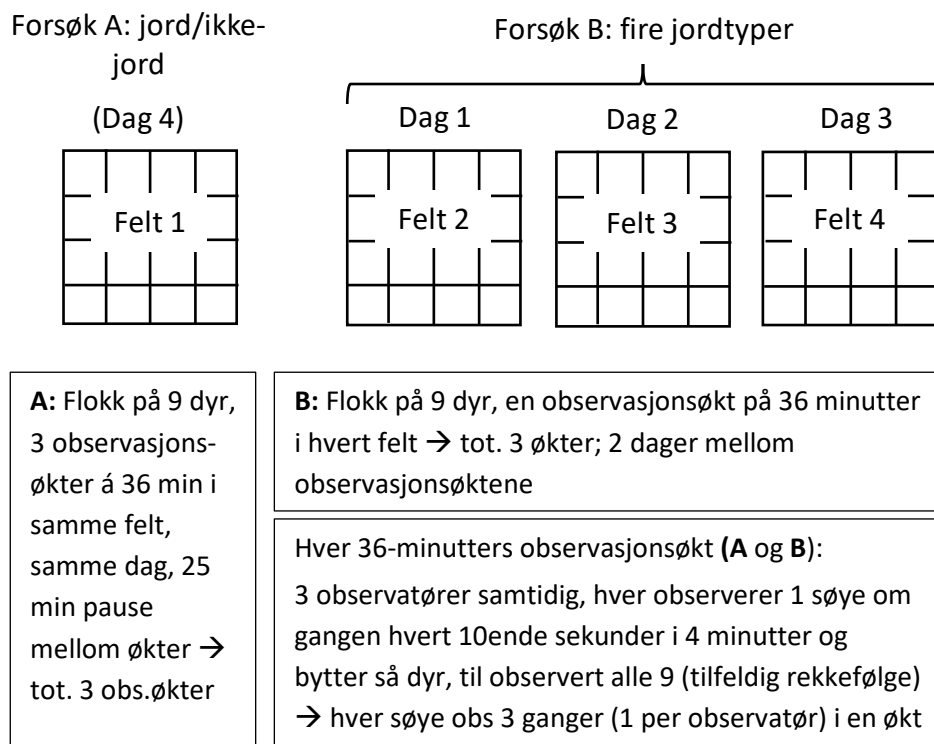 Forsøk A: jord/ikke-
jord
(Dag 4)
Felt 1
Forsøk B: fire jordtyper
Dag 1
Dag 2
Dag 3
Felt 2
Felt 3
Felt 4
A: Flokk på 9 dyr,
3 observasjons-
økter á 36 min i
samme felt,
samme dag, 25
min pause
mellom økter →
tot. 3 obs.økter
B: Flokk på 9 dyr, en observasjonsøkt på 36 minutter
i hvert felt → tot. 3 økter; 2 dager mellom
observasjonsøktene
Hver 36-minutters observasjonsøkt (A og B):
3 observatører samtidig, hver observerer 1 søye om
gangen hvert 10ende sekunder i 4 minutter og
bytter så dyr, til observert alle 9 (tilfeldig rekkefølge)
→ hver søye obs 3 ganger (1 per observatør) i en økt